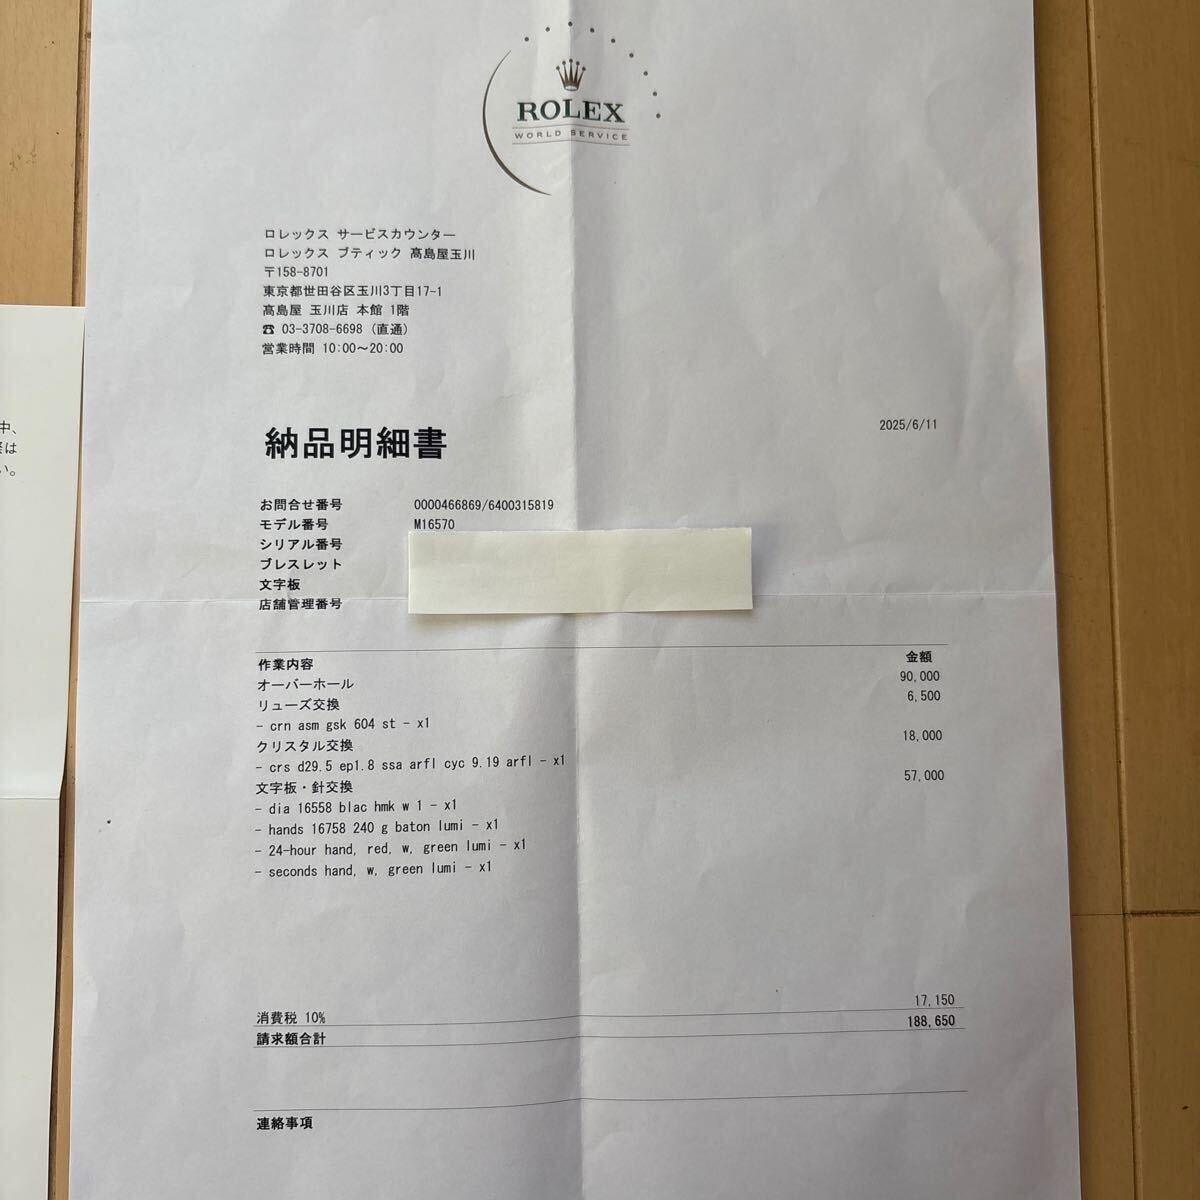 ROLEX
WORLD SERVICE
ロレックス サービスカウンター
ロレックス ブティック 髙島屋玉川
〒158-8701
東京都世田谷区玉川3丁目17-1
髙島屋 玉川店 本館 1階
☎ 03-3708-6698 (直通)
営業時間 10:00～20:00
中、
は
い。
2025/6/11
納品明細書
お問合せ番号 0000466869/6400315819
モデル番号 M16570
シリアル番号
ブレスレット
文字板
店舗管理番号
作業内容 金額
オーバーホール 90,000
リューズ交換 6,500
- crn asm gsk 604 st - x1
クリスタル交換 18,000
- crs d29.5 ep1.8 ssa arfl cyc 9.19 arfl - x1
文字板・針交換 57,000
- dia 16558 blac hmk w 1 - x1
- hands 16758 240 g baton lumi - x1
- 24-hour hand, red, w, green lumi - x1
- seconds hand, w, green lumi - x1
消費税 10% 17,150
請求額合計 188,650
連絡事項